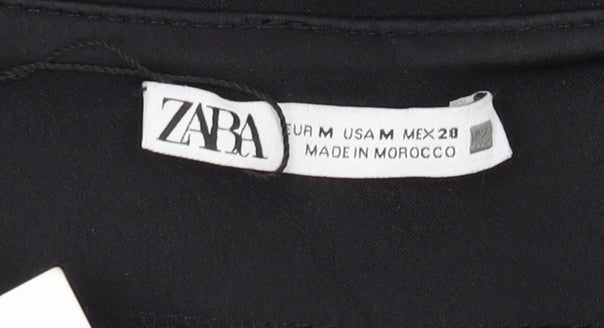 ZARA
EUR M USA M MEX 28
MADE IN MOROCCO